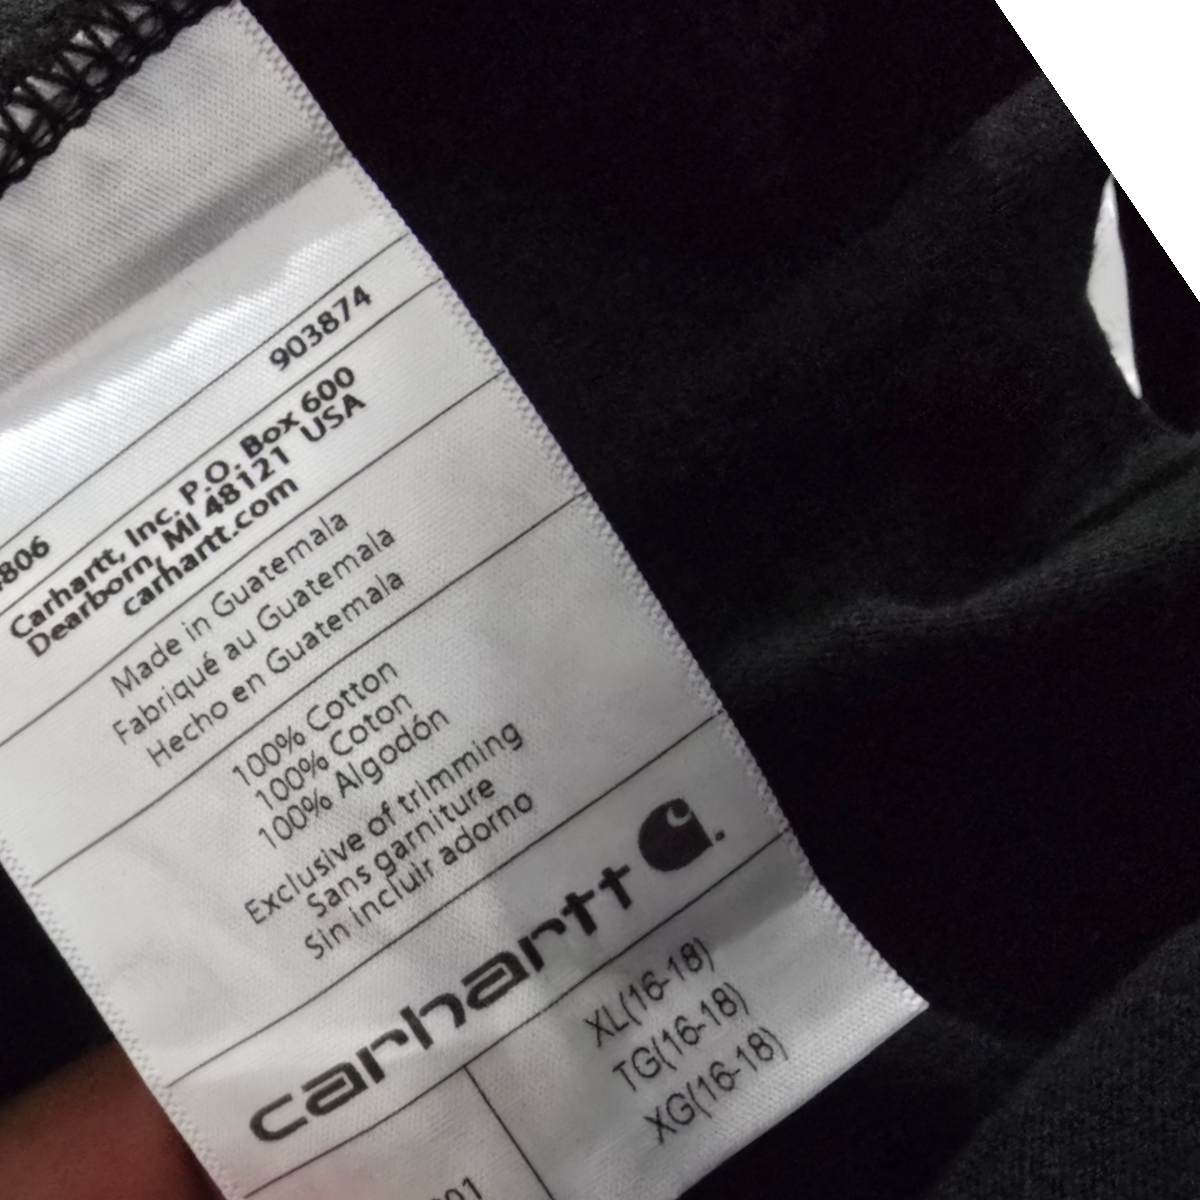 903874
Carhartt, Inc. P.O. Box 600
Dearborn, MI 48121 USA
carhartt.com
Made in Guatemala
Fabriqué au Guatemala
Hecho en Guatemala
100% Cotton
100% Coton
100% Algodón
Exclusive of trimming
Sans garniture
Sin incluir adorno
carhartt
XL(16-18)
TG(16-18)
XG(16-18)